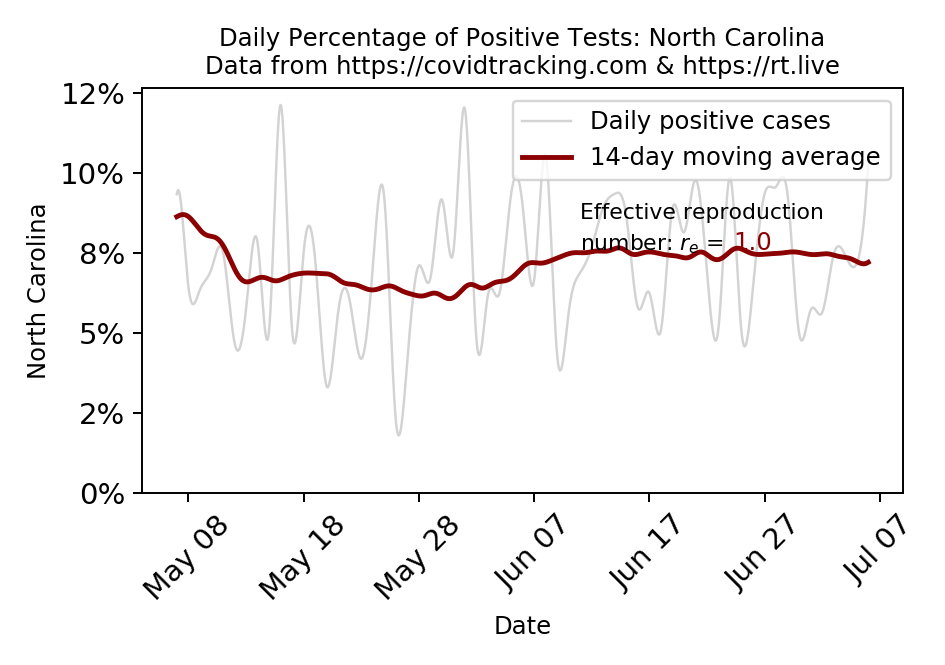 Daily Percentage of Positive Tests: North Carolina
Data from https://covidtracking.com & https://rt.live
12%
10%
8%
5%
2%
0%
North Carolina
Daily positive cases
14-day moving average
Effective reproduction
number: rₑ = 1.0
May 08
May 18
May 28
Jun 07
Jun 17
Jun 27
Jul 07
Date